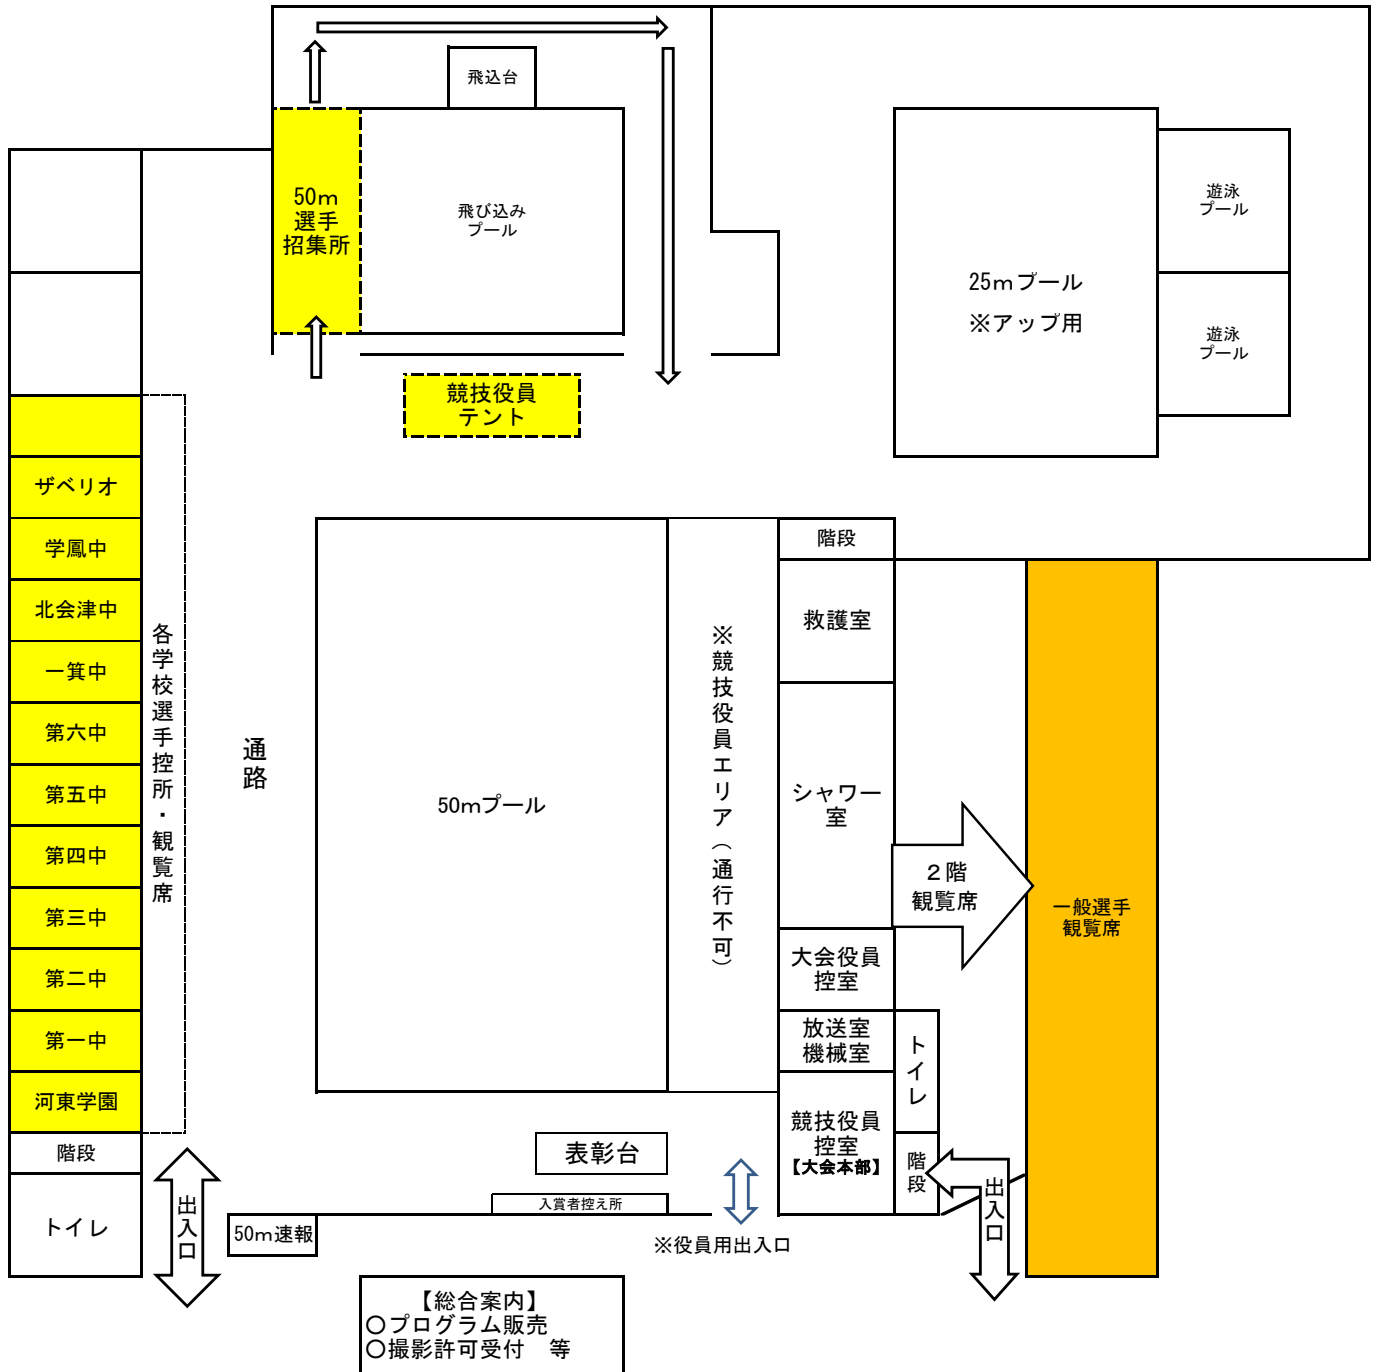 飛込台
50m
選手
招集所
飛び込み
プール
遊泳
プール
25mプール
※アップ用
遊泳
プール
競技役員
テント
ザベリオ
学鳳中
北会津中
一箕中
第六中
第五中
第四中
第三中
第二中
第一中
河東学園
階段
トイレ
各学校選手控所・観覧席
通路
50mプール
※競技役員エリア（通行不可）
階段
救護室
シャワー
室
2階
観覧席
一般選手
観覧席
大会役員
控室
放送室
機械室
トイレ
競技役員
控室
【大会本部】
階段
出入口
表彰台
入賞者控え所
出入口
50m速報
※役員用出入口
【総合案内】
○プログラム販売
○撮影許可受付　等